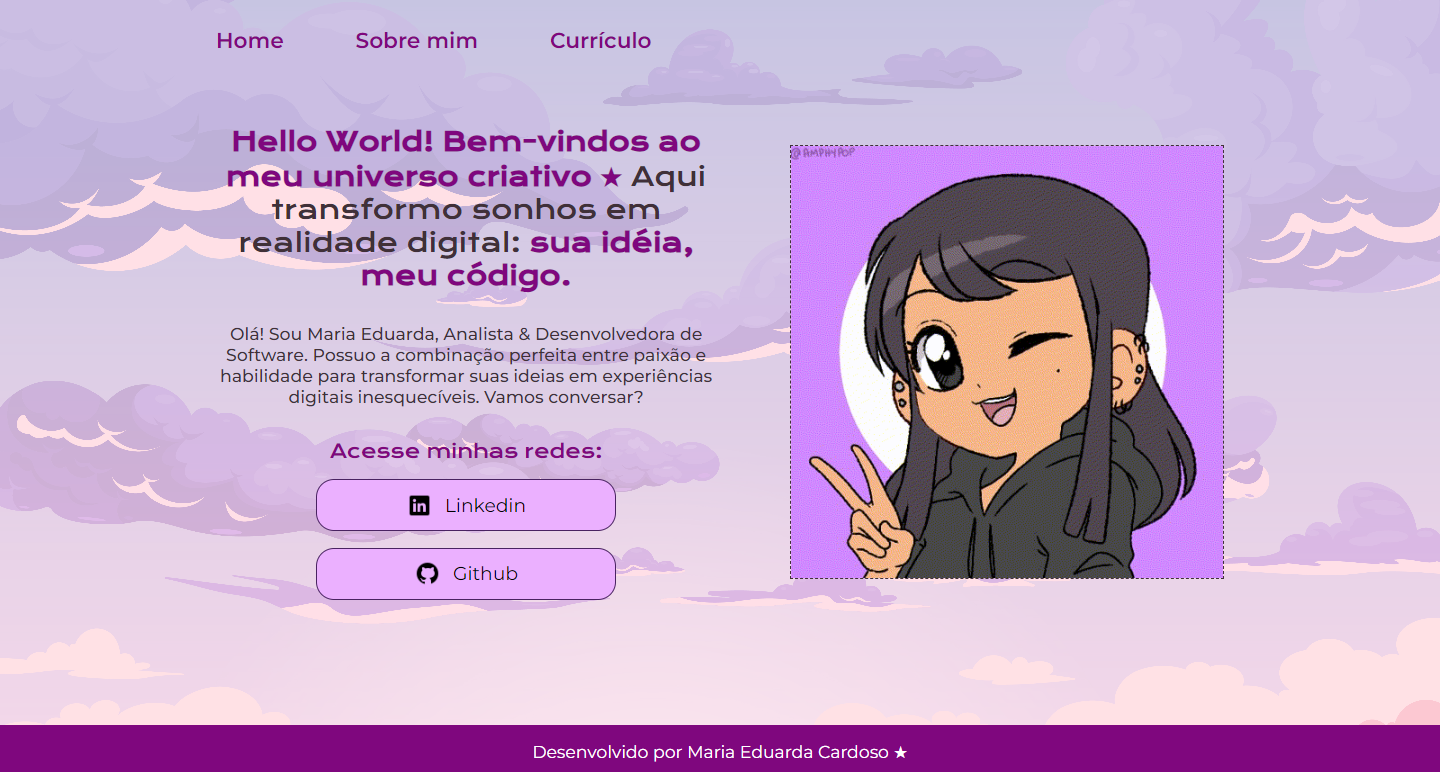 Home Sobre mim Currículo
Hello World! Bem-vindos ao
meu universo criativo ★ Aqui
transformo sonhos em
realidade digital: sua idéia,
meu código.
Olá! Sou Maria Eduarda, Analista & Desenvolvedora de
Software. Possuo a combinação perfeita entre paixão e
habilidade para transformar suas ideias em experiências
digitais inesquecíveis. Vamos conversar?
Acesse minhas redes:
Linkedin
Github
@AMPHYPOP
Desenvolvido por Maria Eduarda Cardoso ★